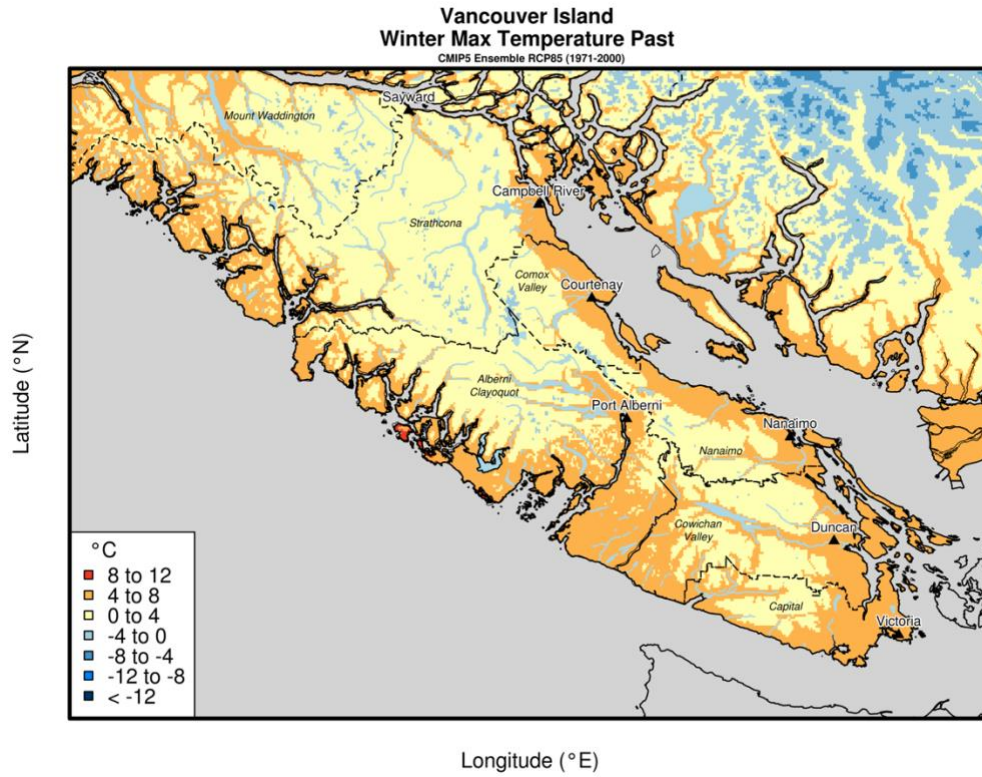 Vancouver Island
Winter Max Temperature Past
CMIP5 Ensemble RCP85 (1971-2000)
Sayward
Mount Waddington
Campbell River
Strathcona
Comox
Valley
Courtenay
Alberni
Clayoquot
Port Alberni
Nanaimo
Nanaimo
Cowichan
Valley
Duncan
Capital
Victoria
Latitude (°N)
°C
8 to 12
4 to 8
0 to 4
-4 to 0
-8 to -4
-12 to -8
< -12
Longitude (°E)